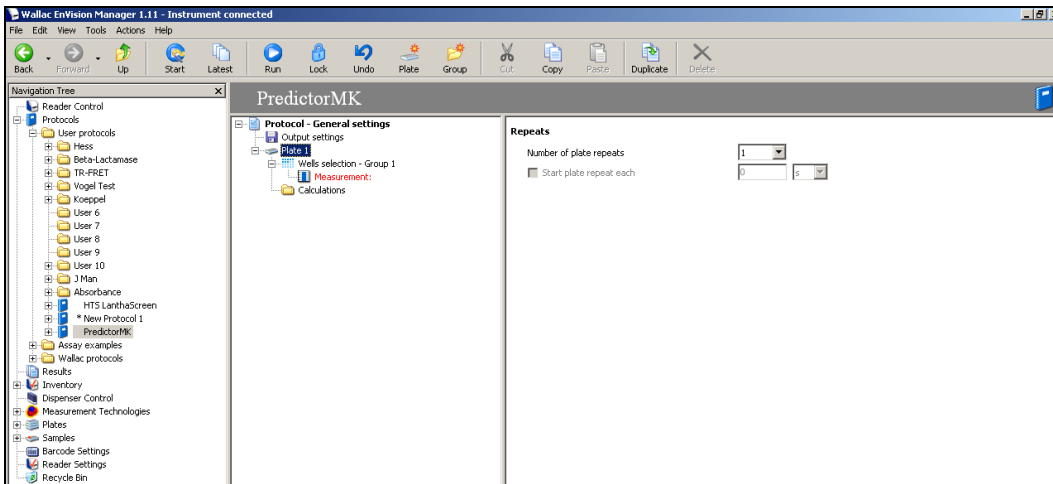 Wallac EnVision Manager 1.11 - Instrument connected
File Edit View Tools Actions Help
Back Forward Up Start Latest Run Lock Undo Plate Group Cut Copy Paste Duplicate Delete
Navigation Tree
Reader Control
Protocols
User protocols
Hess
Beta-Lactamase
TR-FRET
Vogel Test
Koeppel
User 6
User 7
User 8
User 9
User 10
J Man
Absorbance
HTS LanthaScreen
* New Protocol 1
PredictorMK
Assay examples
Wallac protocols
Results
Inventory
Dispenser Control
Measurement Technologies
Plates
Samples
Barcode Settings
Reader Settings
Recycle Bin
PredictorMK
Protocol - General settings
Output settings
Plate 1
Wells selection - Group 1
Measurement:
Calculations
Repeats
Number of plate repeats 1
Start plate repeat each 0 s